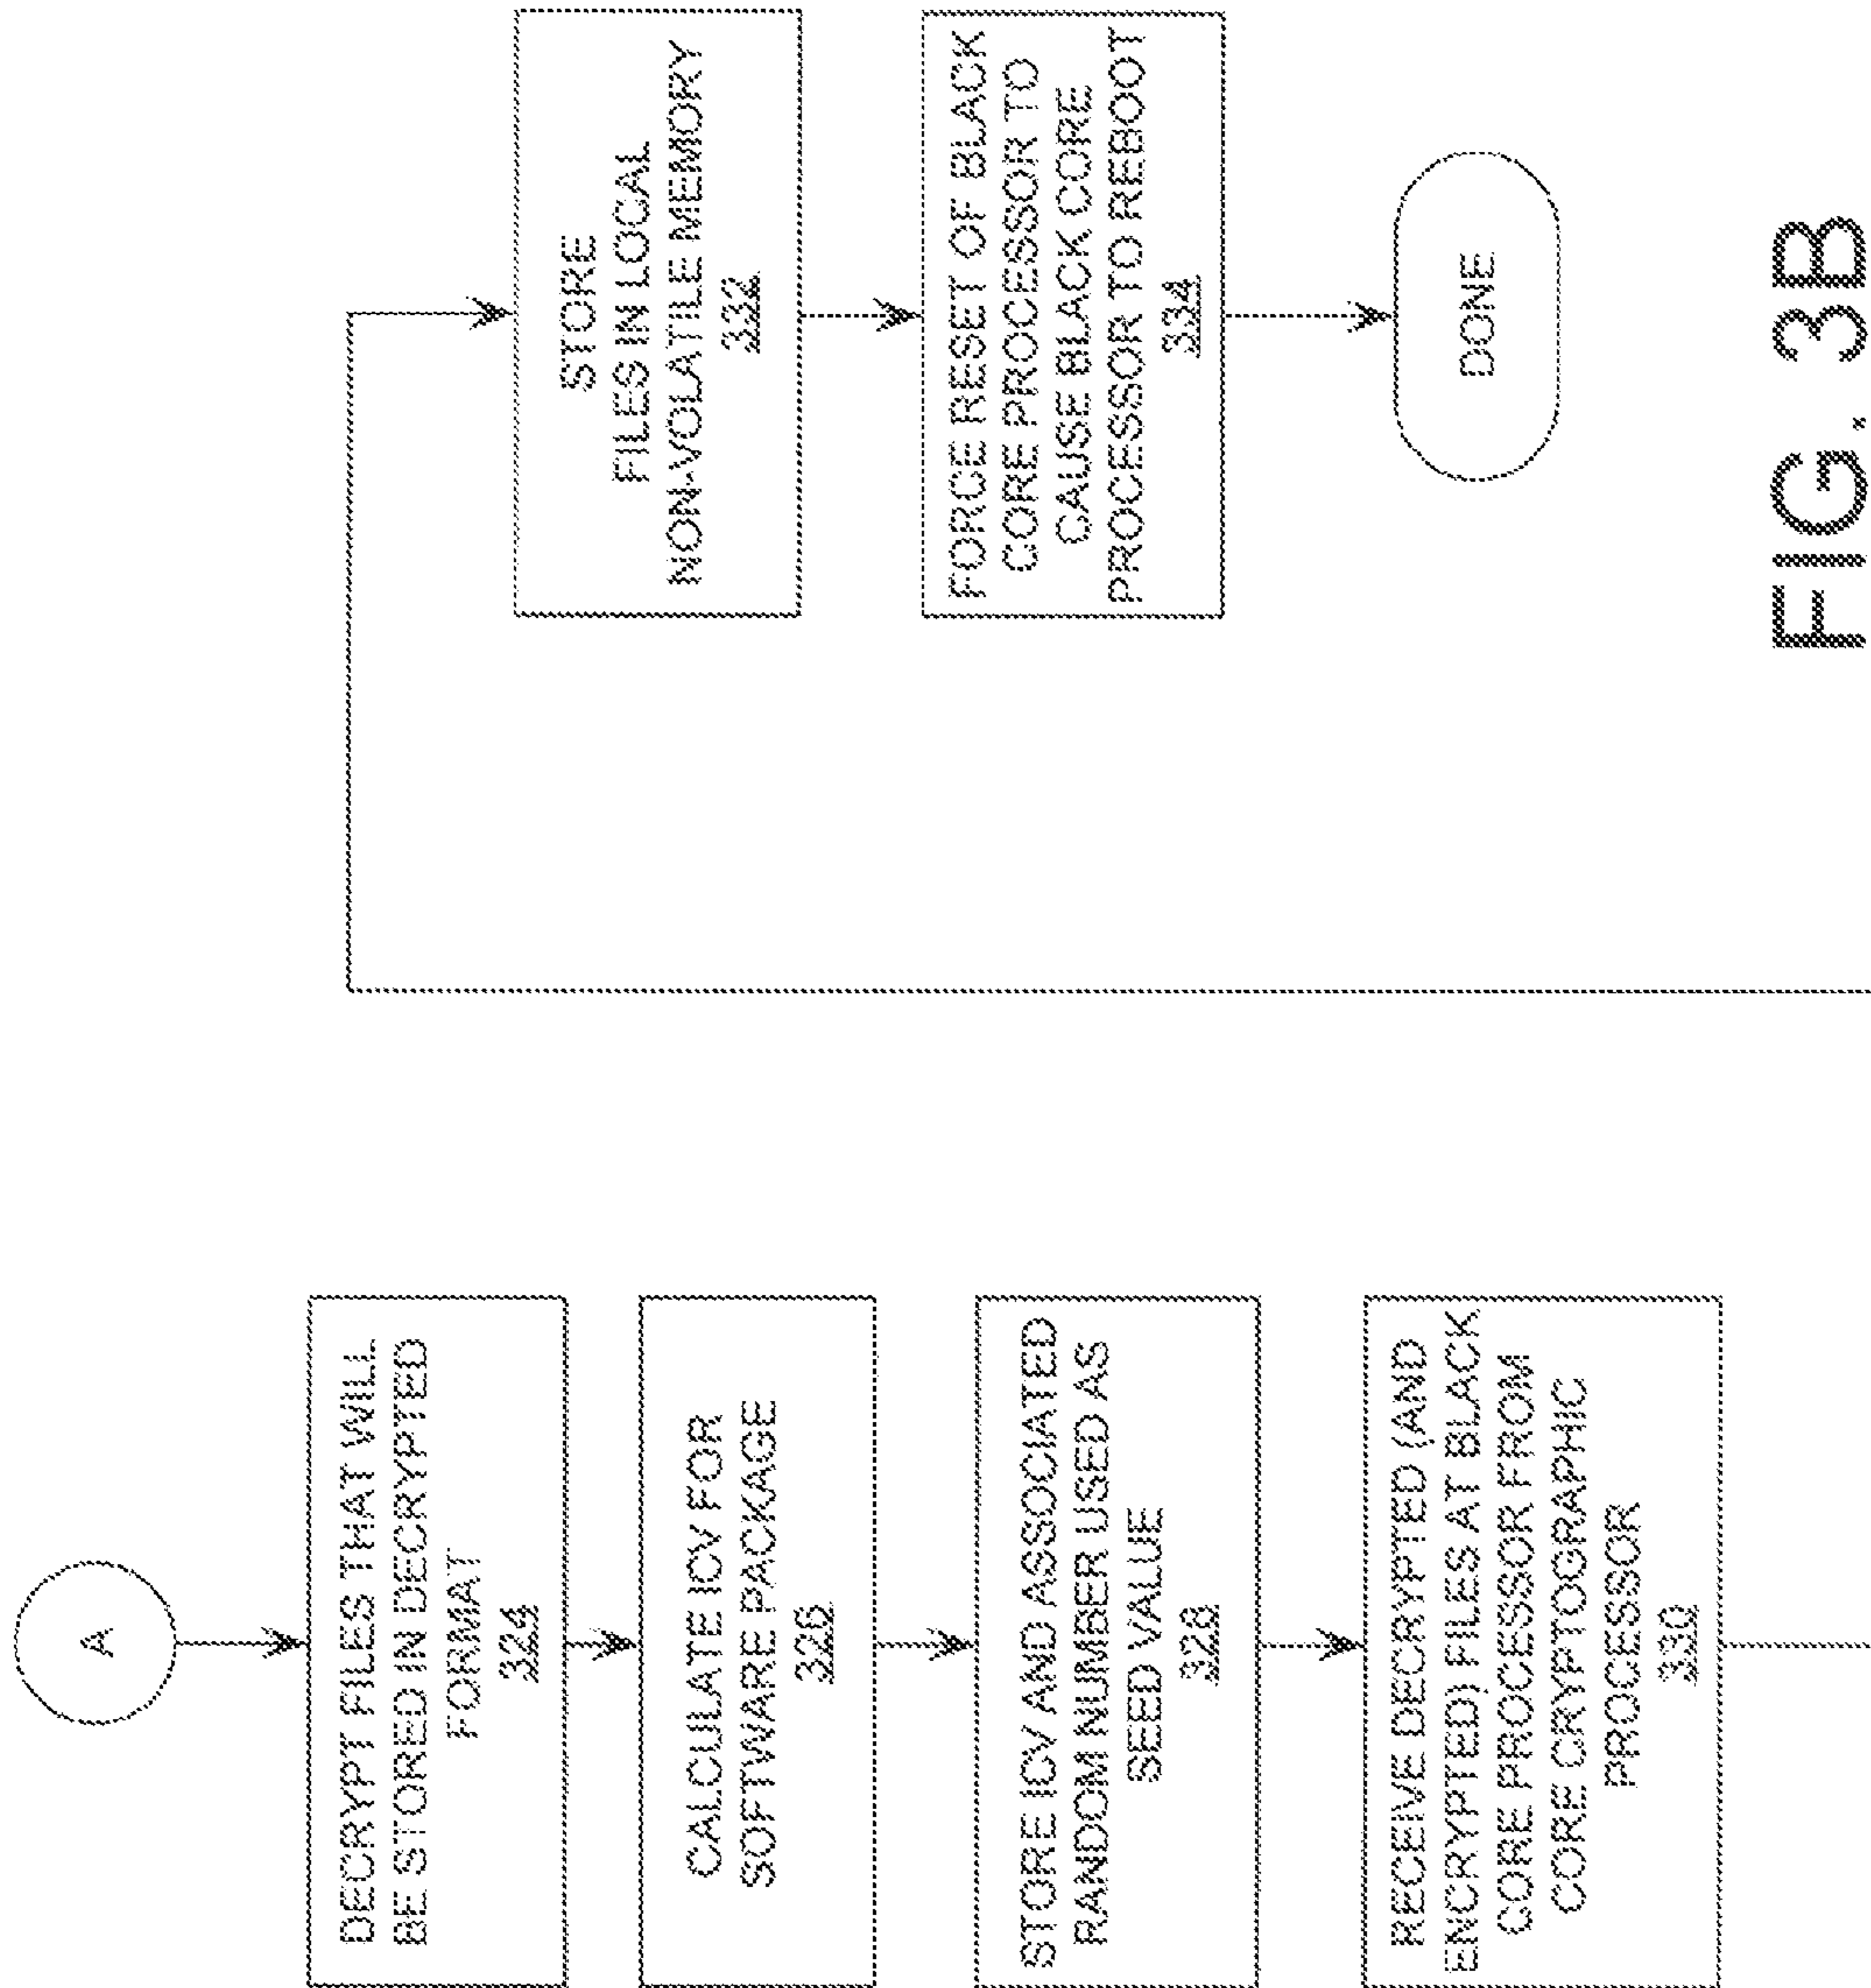 A
DECRYPT FILES THAT WILL
BE STORED IN DECRYPTED
FORMAT
324
CALCULATE ICV FOR
SOFTWARE PACKAGE
326
STORE ICV AND ASSOCIATED
RANDOM NUMBER USED AS
SEED VALUE
328
RECEIVE DECRYPTED (AND
ENCRYPTED) FILES AT BLACK
CORE PROCESSOR FROM
CORE CRYPTOGRAPHIC
PROCESSOR
330
STORE
FILES IN LOCAL
NON-VOLATILE MEMORY
332
FORCE RESET OF BLACK
CORE PROCESSOR TO
CAUSE BLACK CORE
PROCESSOR TO REBOOT
334
DONE
FIG. 3B